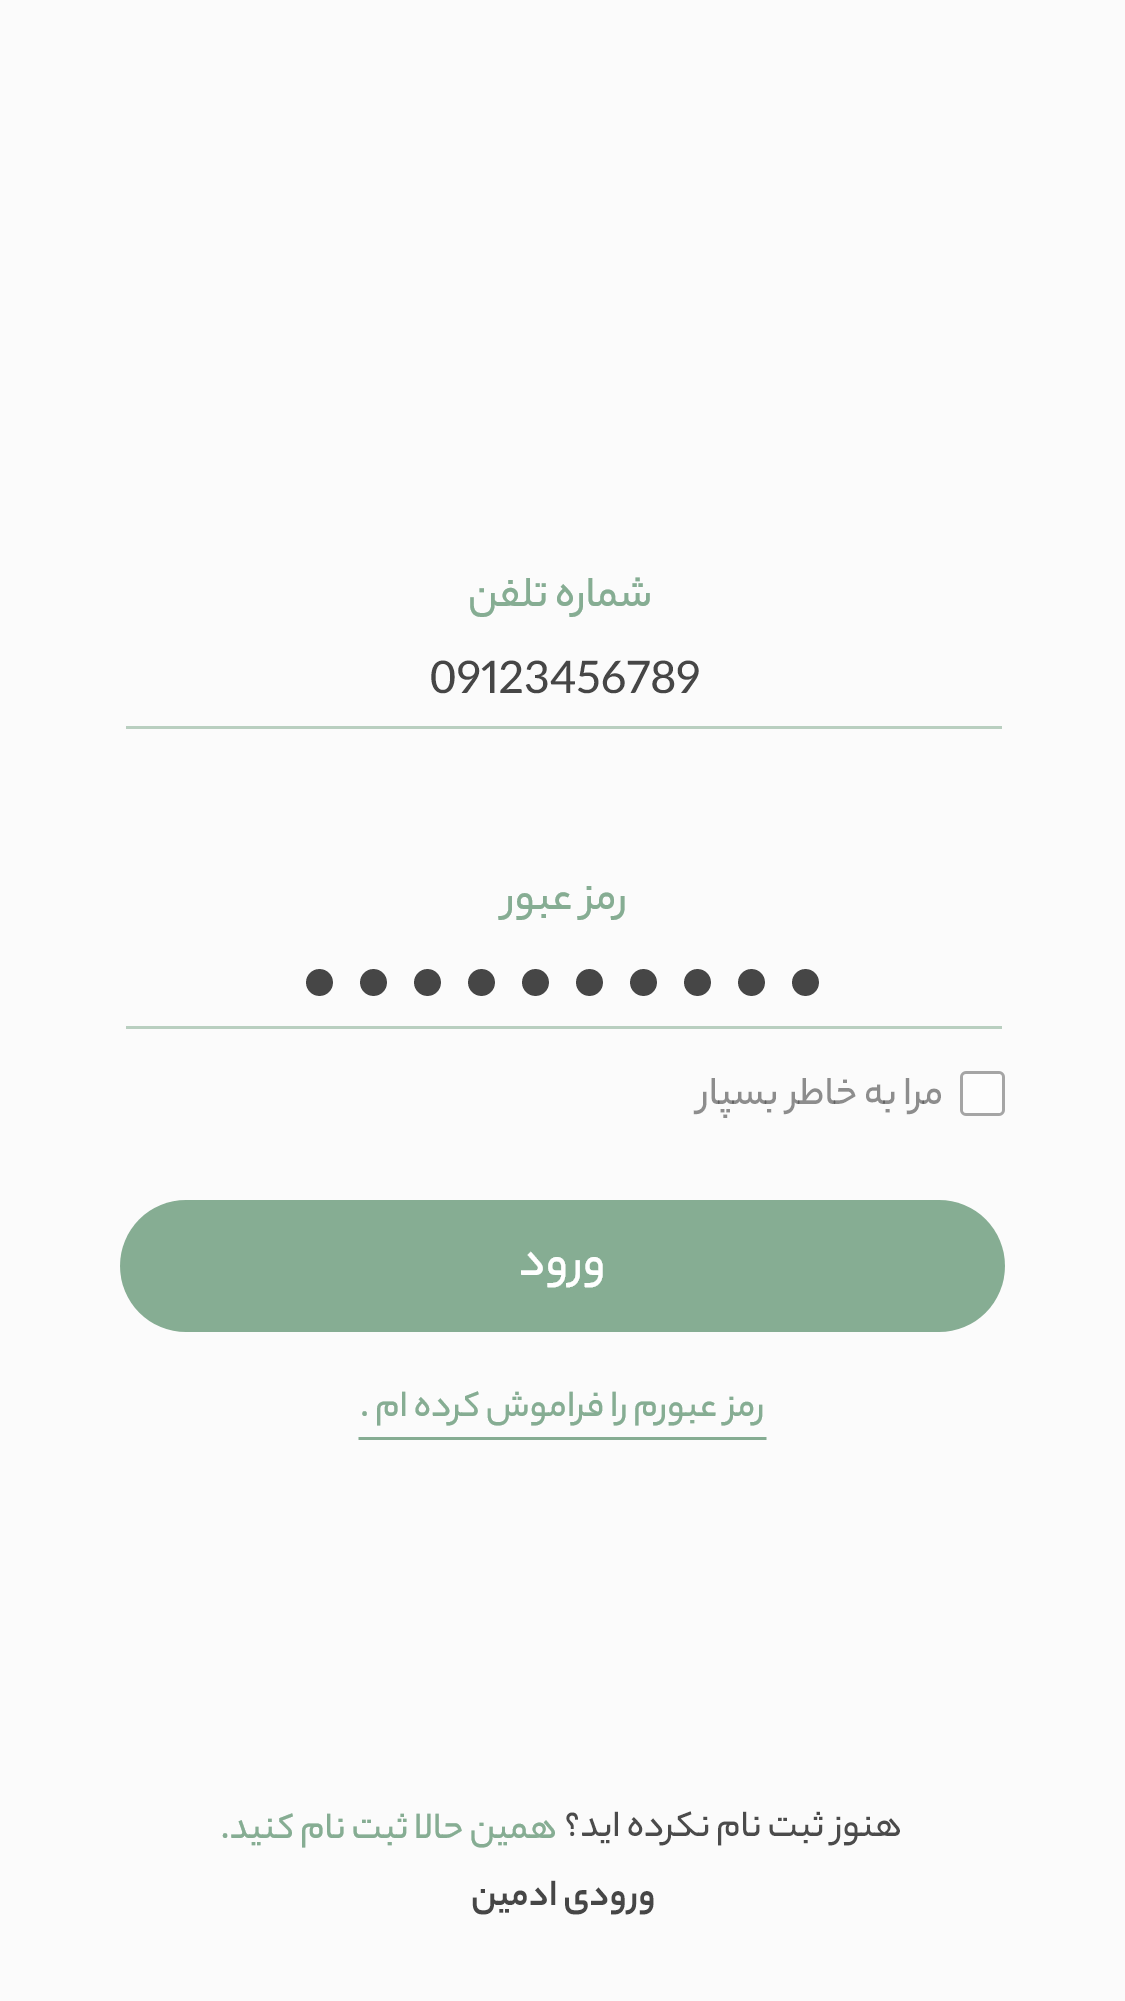 شماره تلفن
09123456789
رمز عبور
●●●●●●●●●●
مرا به خاطر بسپار
ورود
رمز عبورم را فراموش کرده ام .
هنوز ثبت نام نکرده اید؟ همین حالا ثبت نام کنید.
ورودی ادمین